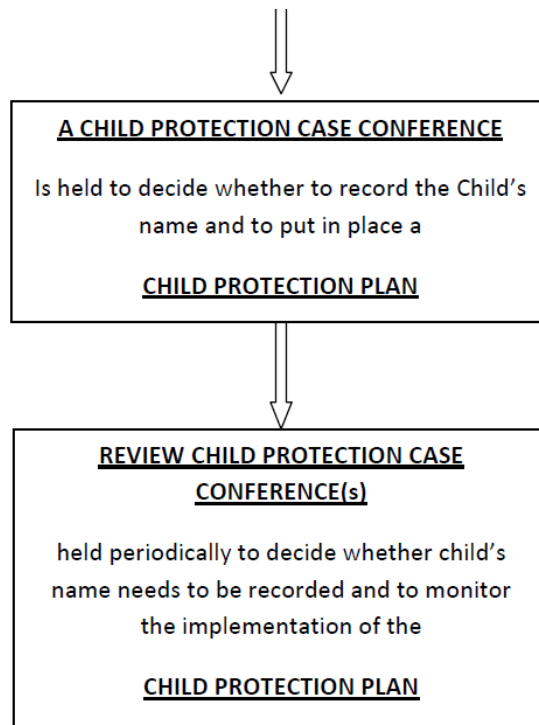 A CHILD PROTECTION CASE CONFERENCE
Is held to decide whether to record the Child's
name and to put in place a
CHILD PROTECTION PLAN
REVIEW CHILD PROTECTION CASE
CONFERENCE(s)
held periodically to decide whether child's
name needs to be recorded and to monitor
the implementation of the
CHILD PROTECTION PLAN